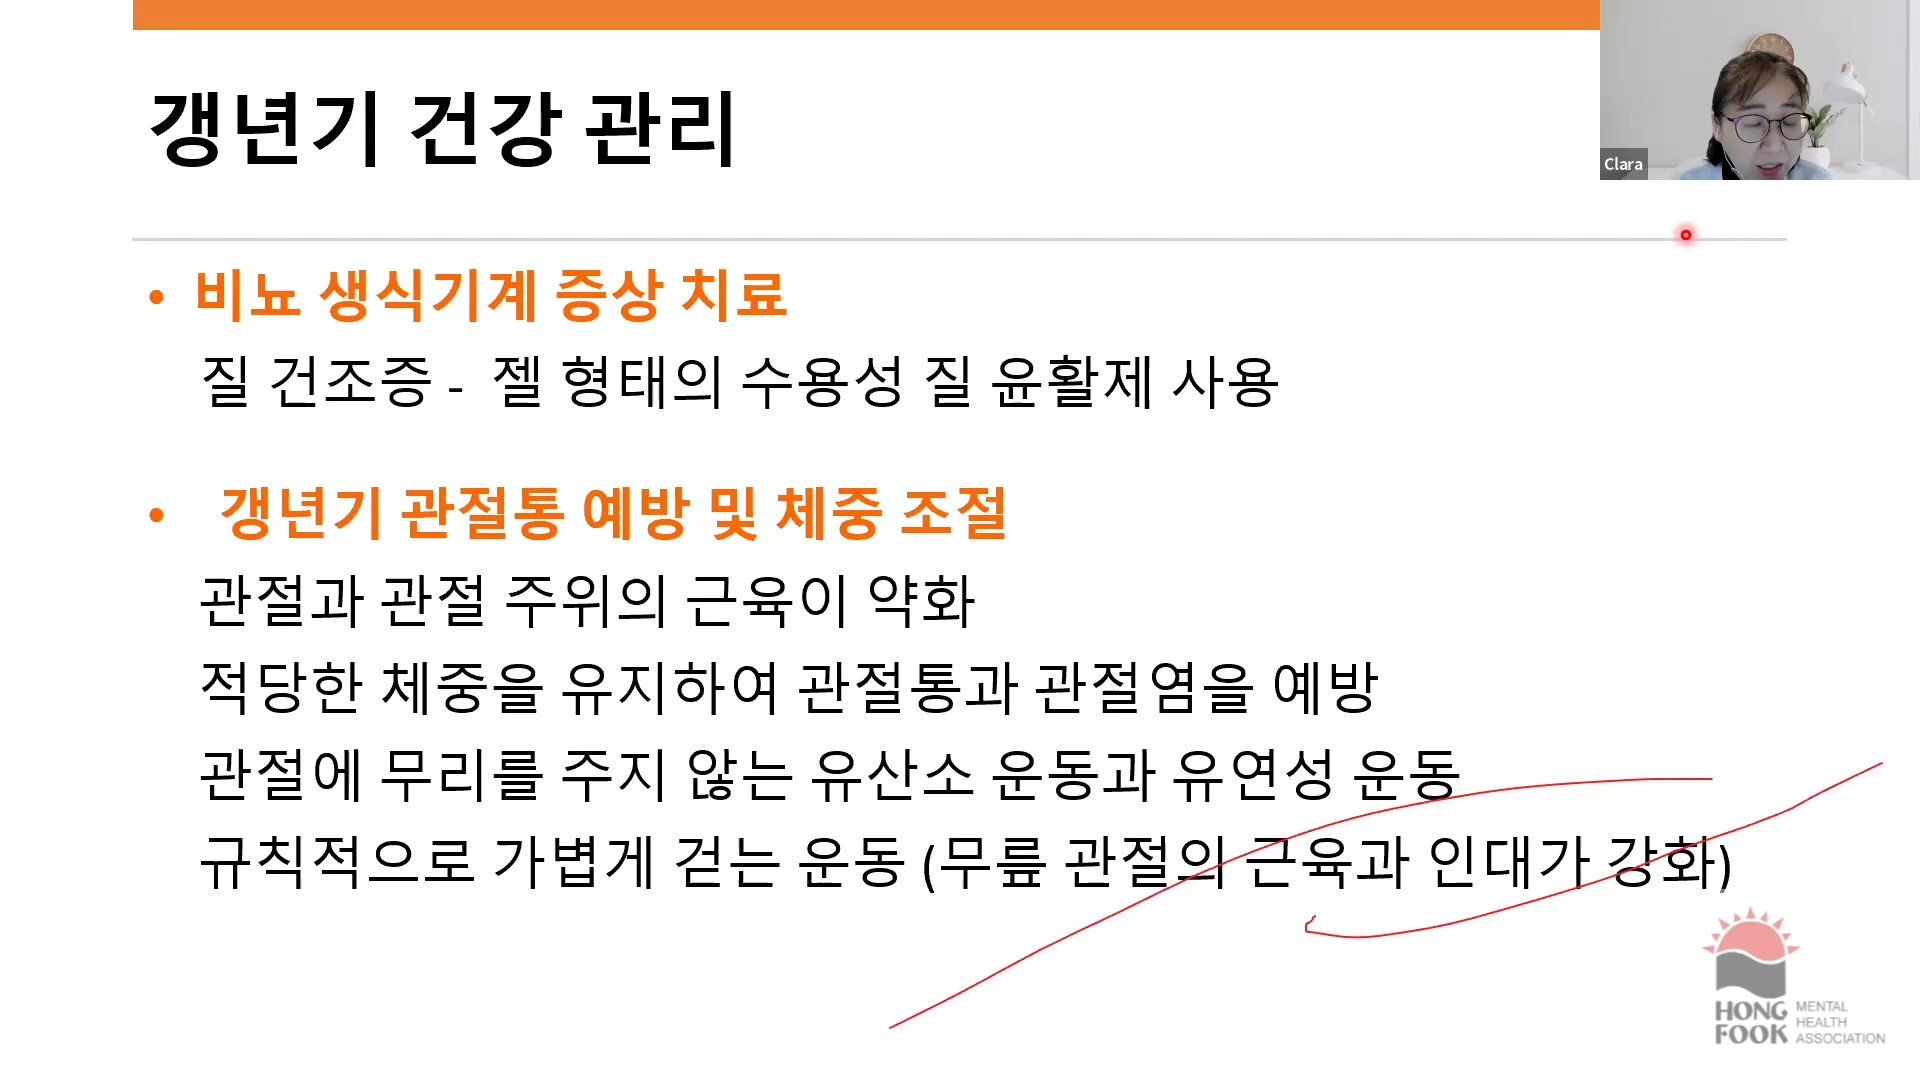 갱년기 건강 관리
Clara
• 비뇨 생식기계 증상 치료
질 건조증 - 젤 형태의 수용성 질 윤활제 사용
• 갱년기 관절통 예방 및 체중 조절
관절과 관절 주위의 근육이 약화
적당한 체중을 유지하여 관절통과 관절염을 예방
관절에 무리를 주지 않는 유산소 운동과 유연성 운동
규칙적으로 가볍게 걷는 운동 (무릎 관절의 근육과 인대가 강화)
HONG FOOK
MENTAL HEALTH ASSOCIATION